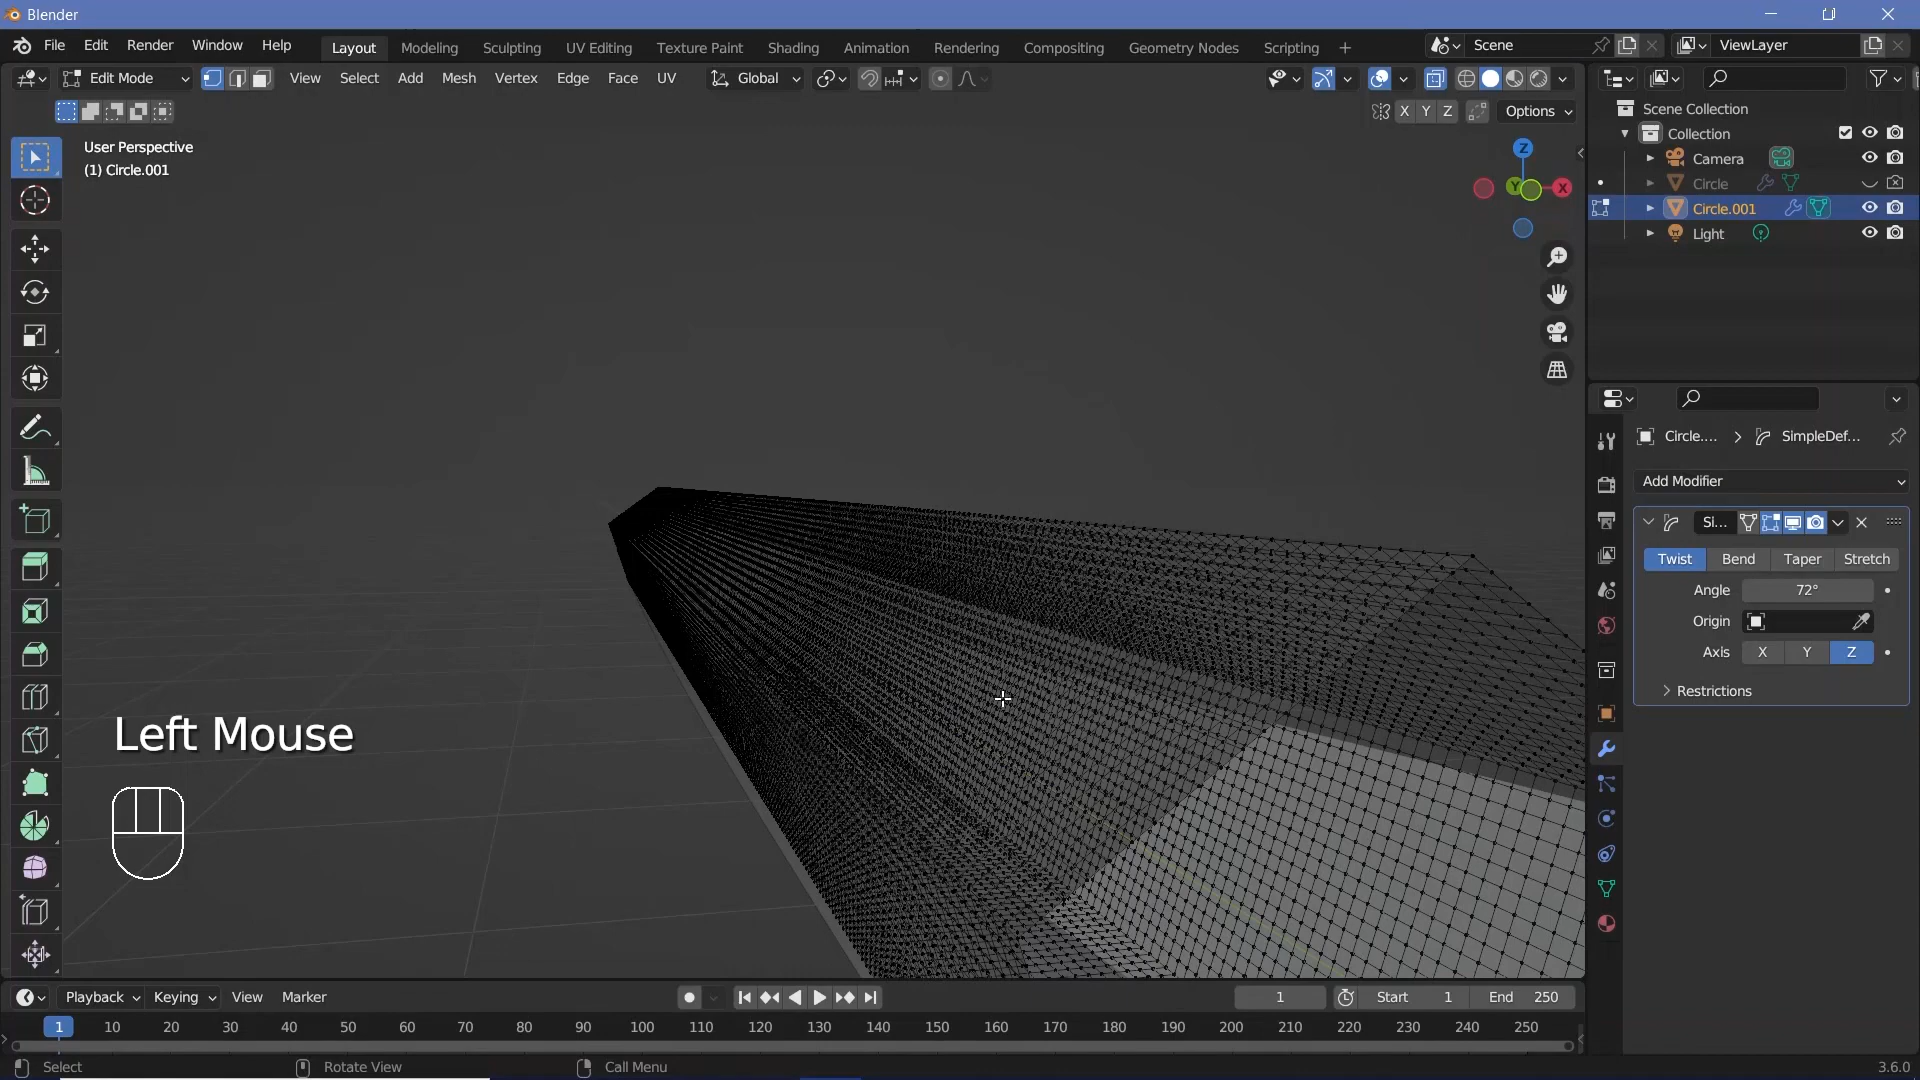 Blender
File Edit Render Window Help Layout Modeling Sculpting UV Editing Texture Paint Shading Animation Rendering Compositing Geometry Nodes Scripting + Scene ViewLayer
Edit Mode View Select Add Mesh Vertex Edge Face UV Global
X Y Z Options
User Perspective
(1) Circle.001
Z
Y X
Scene Collection
Collection
Camera
Circle
Circle.001
Light
Circle.... > SimpleDef...
Add Modifier
Si...
Twist Bend Taper Stretch
Angle 72°
Origin
Axis X Y Z
Restrictions
Left Mouse
Playback Keying View Marker 1 Start 1 End 250
1 10 20 30 40 50 60 70 80 90 100 110 120 130 140 150 160 170 180 190 200 210 220 230 240 250
Select Rotate View Call Menu 3.6.0